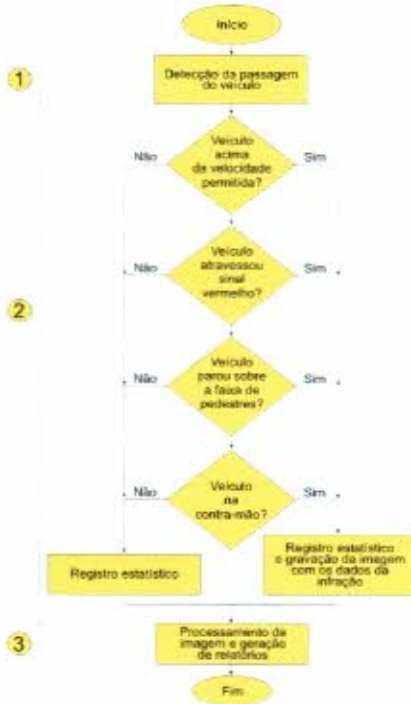 Início
1
Detecção da passagem
do veículo
Veículo
acima
da velocidade
permitida?
Não
Sim
Veículo
atravessou
sinal
vermelho?
Não
Sim
2
Veículo
parou sobre
a faixa de
pedestres?
Não
Sim
Veículo
na
contra-mão?
Não
Sim
Registro estatístico
Registro estatístico
e gravação da imagem
com os dados da
infração
3
Processamento de
imagem e geração
de relatórios
Fim